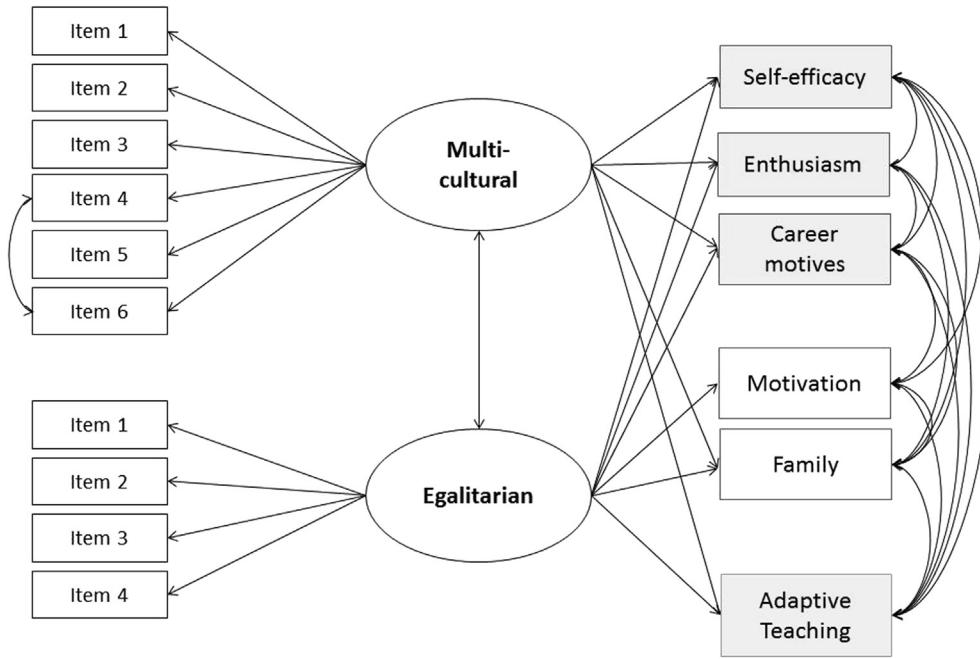 Item 1
Item 2
Item 3
Item 4
Item 5
Item 6
Multi-
cultural
Self-efficacy
Enthusiasm
Career
motives
Motivation
Family
Adaptive
Teaching
Item 1
Item 2
Item 3
Item 4
Egalitarian